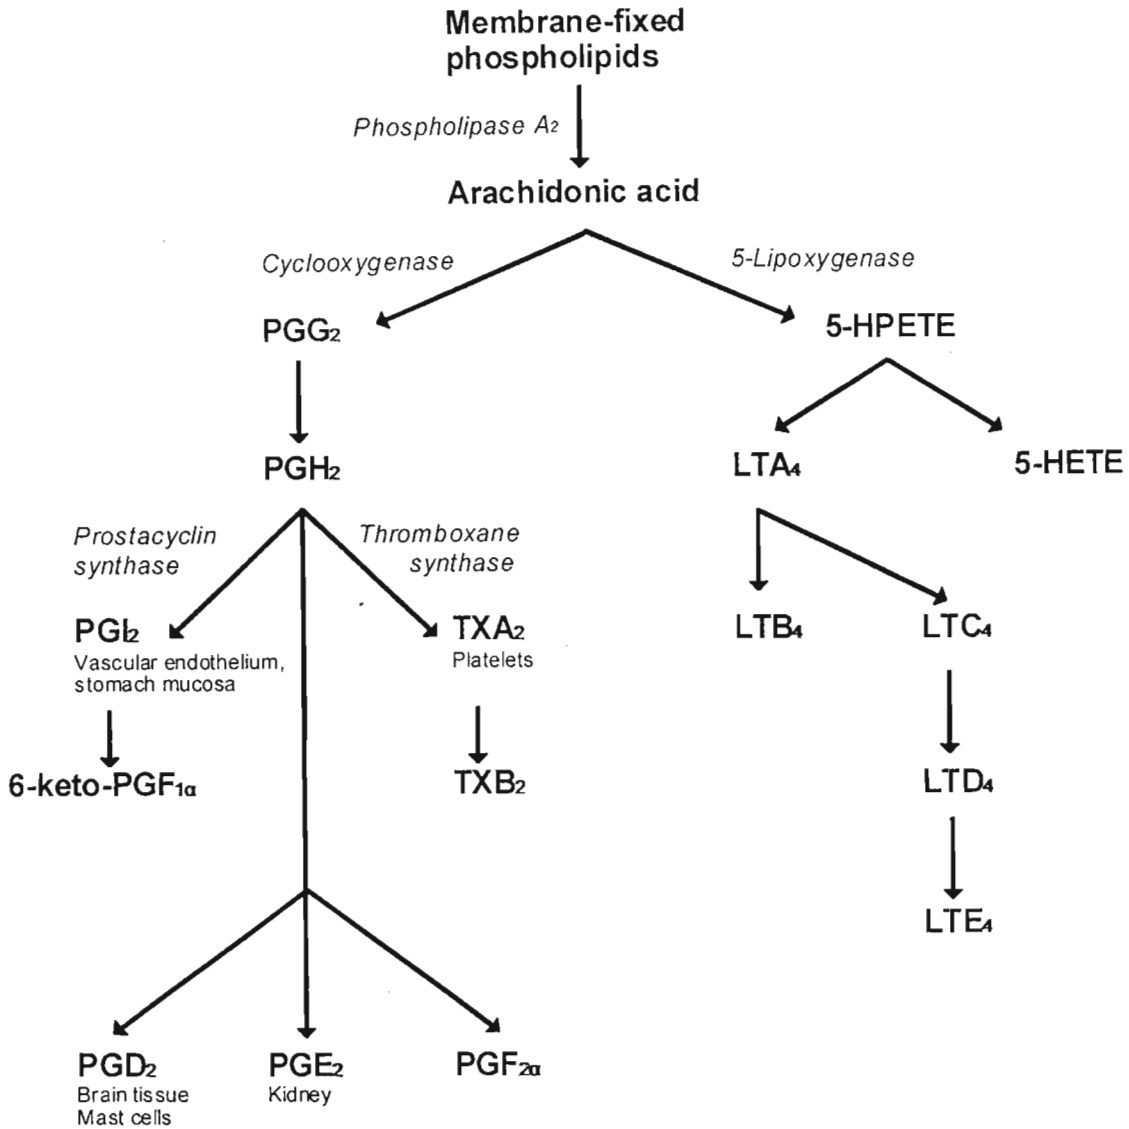 Membrane-fixed
phospholipids
Phospholipase A₂
Arachidonic acid
Cyclooxygenase
5-Lipoxygenase
PGG₂
5-HPETE
PGH₂
LTA₄
5-HETE
Prostacyclin
synthase
Thromboxane
synthase
PGI₂
Vascular endothelium,
stomach mucosa
TXA₂
Platelets
LTB₄
LTC₄
6-keto-PGF₁α
TXB₂
LTD₄
LTE₄
PGD₂
Brain tissue
Mast cells
PGE₂
Kidney
PGF₂α